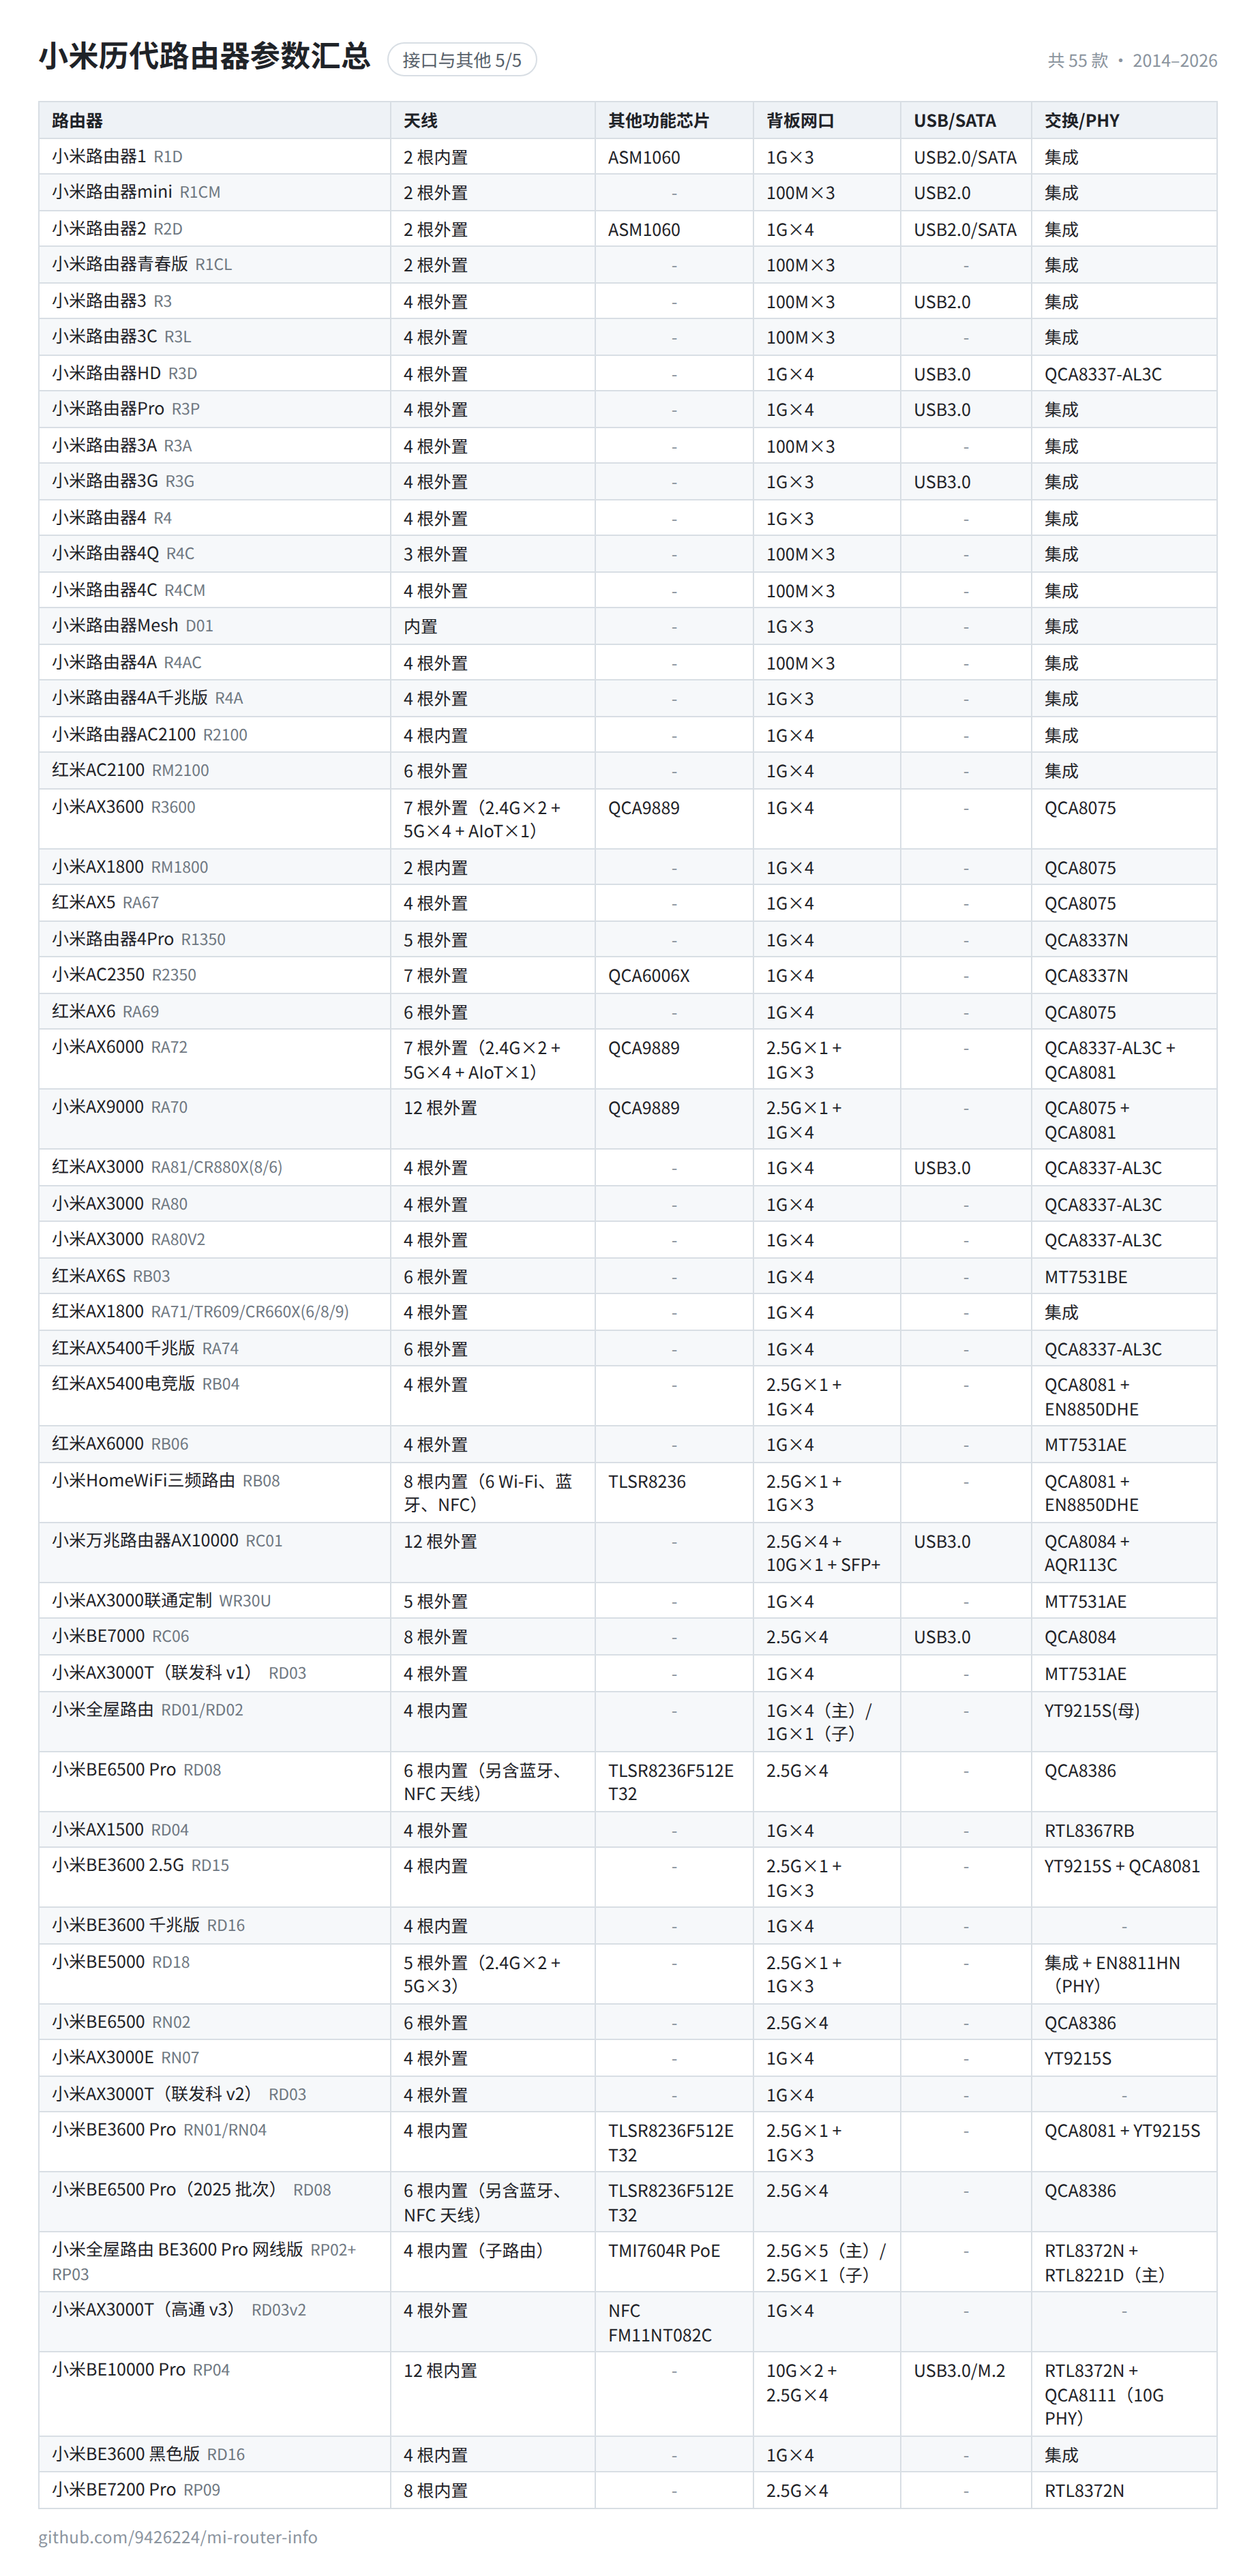 小米历代路由器参数汇总 接口与其他 5/5 共 55 款 · 2014–2026
路由器 天线 其他功能芯片 背板网口 USB/SATA 交换/PHY
小米路由器1 R1D 2 根内置 ASM1060 1G×3 USB2.0/SATA 集成
小米路由器mini R1CM 2 根外置 - 100M×3 USB2.0 集成
小米路由器2 R2D 2 根外置 ASM1060 1G×4 USB2.0/SATA 集成
小米路由器青春版 R1CL 2 根外置 - 100M×3 - 集成
小米路由器3 R3 4 根外置 - 100M×3 USB2.0 集成
小米路由器3C R3L 4 根外置 - 100M×3 - 集成
小米路由器HD R3D 4 根外置 - 1G×4 USB3.0 QCA8337-AL3C
小米路由器Pro R3P 4 根外置 - 1G×4 USB3.0 集成
小米路由器3A R3A 4 根外置 - 100M×3 - 集成
小米路由器3G R3G 4 根外置 - 1G×3 USB3.0 集成
小米路由器4 R4 4 根外置 - 1G×3 - 集成
小米路由器4Q R4C 3 根外置 - 100M×3 - 集成
小米路由器4C R4CM 4 根外置 - 100M×3 - 集成
小米路由器Mesh D01 内置 - 1G×3 - 集成
小米路由器4A R4AC 4 根外置 - 100M×3 - 集成
小米路由器4A千兆版 R4A 4 根外置 - 1G×3 - 集成
小米路由器AC2100 R2100 4 根内置 - 1G×4 - 集成
红米AC2100 RM2100 6 根外置 - 1G×4 - 集成
小米AX3600 R3600 7 根外置（2.4G×2 + QCA9889 1G×4 - QCA8075
5G×4 + AIoT×1）
小米AX1800 RM1800 2 根内置 - 1G×4 - QCA8075
红米AX5 RA67 4 根外置 - 1G×4 - QCA8075
小米路由器4Pro R1350 5 根外置 - 1G×4 - QCA8337N
小米AC2350 R2350 7 根外置 QCA6006X 1G×4 - QCA8337N
红米AX6 RA69 6 根外置 - 1G×4 - QCA8075
小米AX6000 RA72 7 根外置（2.4G×2 + QCA9889 2.5G×1 + - QCA8337-AL3C +
5G×4 + AIoT×1） 1G×3 QCA8081
小米AX9000 RA70 12 根外置 QCA9889 2.5G×1 + - QCA8075 +
1G×4 QCA8081
红米AX3000 RA81/CR880X(8/6) 4 根外置 - 1G×4 USB3.0 QCA8337-AL3C
小米AX3000 RA80 4 根外置 - 1G×4 - QCA8337-AL3C
小米AX3000 RA80V2 4 根外置 - 1G×4 - QCA8337-AL3C
红米AX6S RB03 6 根外置 - 1G×4 - MT7531BE
红米AX1800 RA71/TR609/CR660X(6/8/9) 4 根外置 - 1G×4 - 集成
红米AX5400千兆版 RA74 6 根外置 - 1G×4 - QCA8337-AL3C
红米AX5400电竞版 RB04 4 根外置 - 2.5G×1 + - QCA8081 +
1G×4 EN8850DHE
红米AX6000 RB06 4 根外置 - 1G×4 - MT7531AE
小米HomeWiFi三频路由 RB08 8 根内置（6 Wi-Fi、蓝 TLSR8236 2.5G×1 + - QCA8081 +
牙、NFC） 1G×3 EN8850DHE
小米万兆路由器AX10000 RC01 12 根外置 - 2.5G×4 + USB3.0 QCA8084 +
10G×1 + SFP+ AQR113C
小米AX3000联通定制 WR30U 5 根外置 - 1G×4 - MT7531AE
小米BE7000 RC06 8 根外置 - 2.5G×4 USB3.0 QCA8084
小米AX3000T（联发科 v1） RD03 4 根外置 - 1G×4 - MT7531AE
小米全屋路由 RD01/RD02 4 根内置 - 1G×4（主）/ - YT9215S(母)
1G×1（子）
小米BE6500 Pro RD08 6 根内置（另含蓝牙、 TLSR8236F512E 2.5G×4 - QCA8386
NFC 天线） T32
小米AX1500 RD04 4 根外置 - 1G×4 - RTL8367RB
小米BE3600 2.5G RD15 4 根内置 - 2.5G×1 + - YT9215S + QCA8081
1G×3
小米BE3600 千兆版 RD16 4 根内置 - 1G×4 - -
小米BE5000 RD18 5 根外置（2.4G×2 + - 2.5G×1 + - 集成 + EN8811HN
5G×3） 1G×3 （PHY）
小米BE6500 RN02 6 根外置 - 2.5G×4 - QCA8386
小米AX3000E RN07 4 根外置 - 1G×4 - YT9215S
小米AX3000T（联发科 v2） RD03 4 根外置 - 1G×4 - -
小米BE3600 Pro RN01/RN04 4 根内置 TLSR8236F512E 2.5G×1 + - QCA8081 + YT9215S
T32 1G×3
小米BE6500 Pro（2025 批次） RD08 6 根内置（另含蓝牙、 TLSR8236F512E 2.5G×4 - QCA8386
NFC 天线） T32
小米全屋路由 BE3600 Pro 网线版 RP02+ 4 根内置（子路由） TMI7604R PoE 2.5G×5（主）/ - RTL8372N +
RP03 2.5G×1（子） RTL8221D（主）
小米AX3000T（高通 v3） RD03v2 4 根外置 NFC 1G×4 - -
FM11NT082C
小米BE10000 Pro RP04 12 根内置 - 10G×2 + USB3.0/M.2 RTL8372N +
2.5G×4 QCA8111（10G
PHY）
小米BE3600 黑色版 RD16 4 根内置 - 1G×4 - 集成
小米BE7200 Pro RP09 8 根内置 - 2.5G×4 - RTL8372N
github.com/9426224/mi-router-info